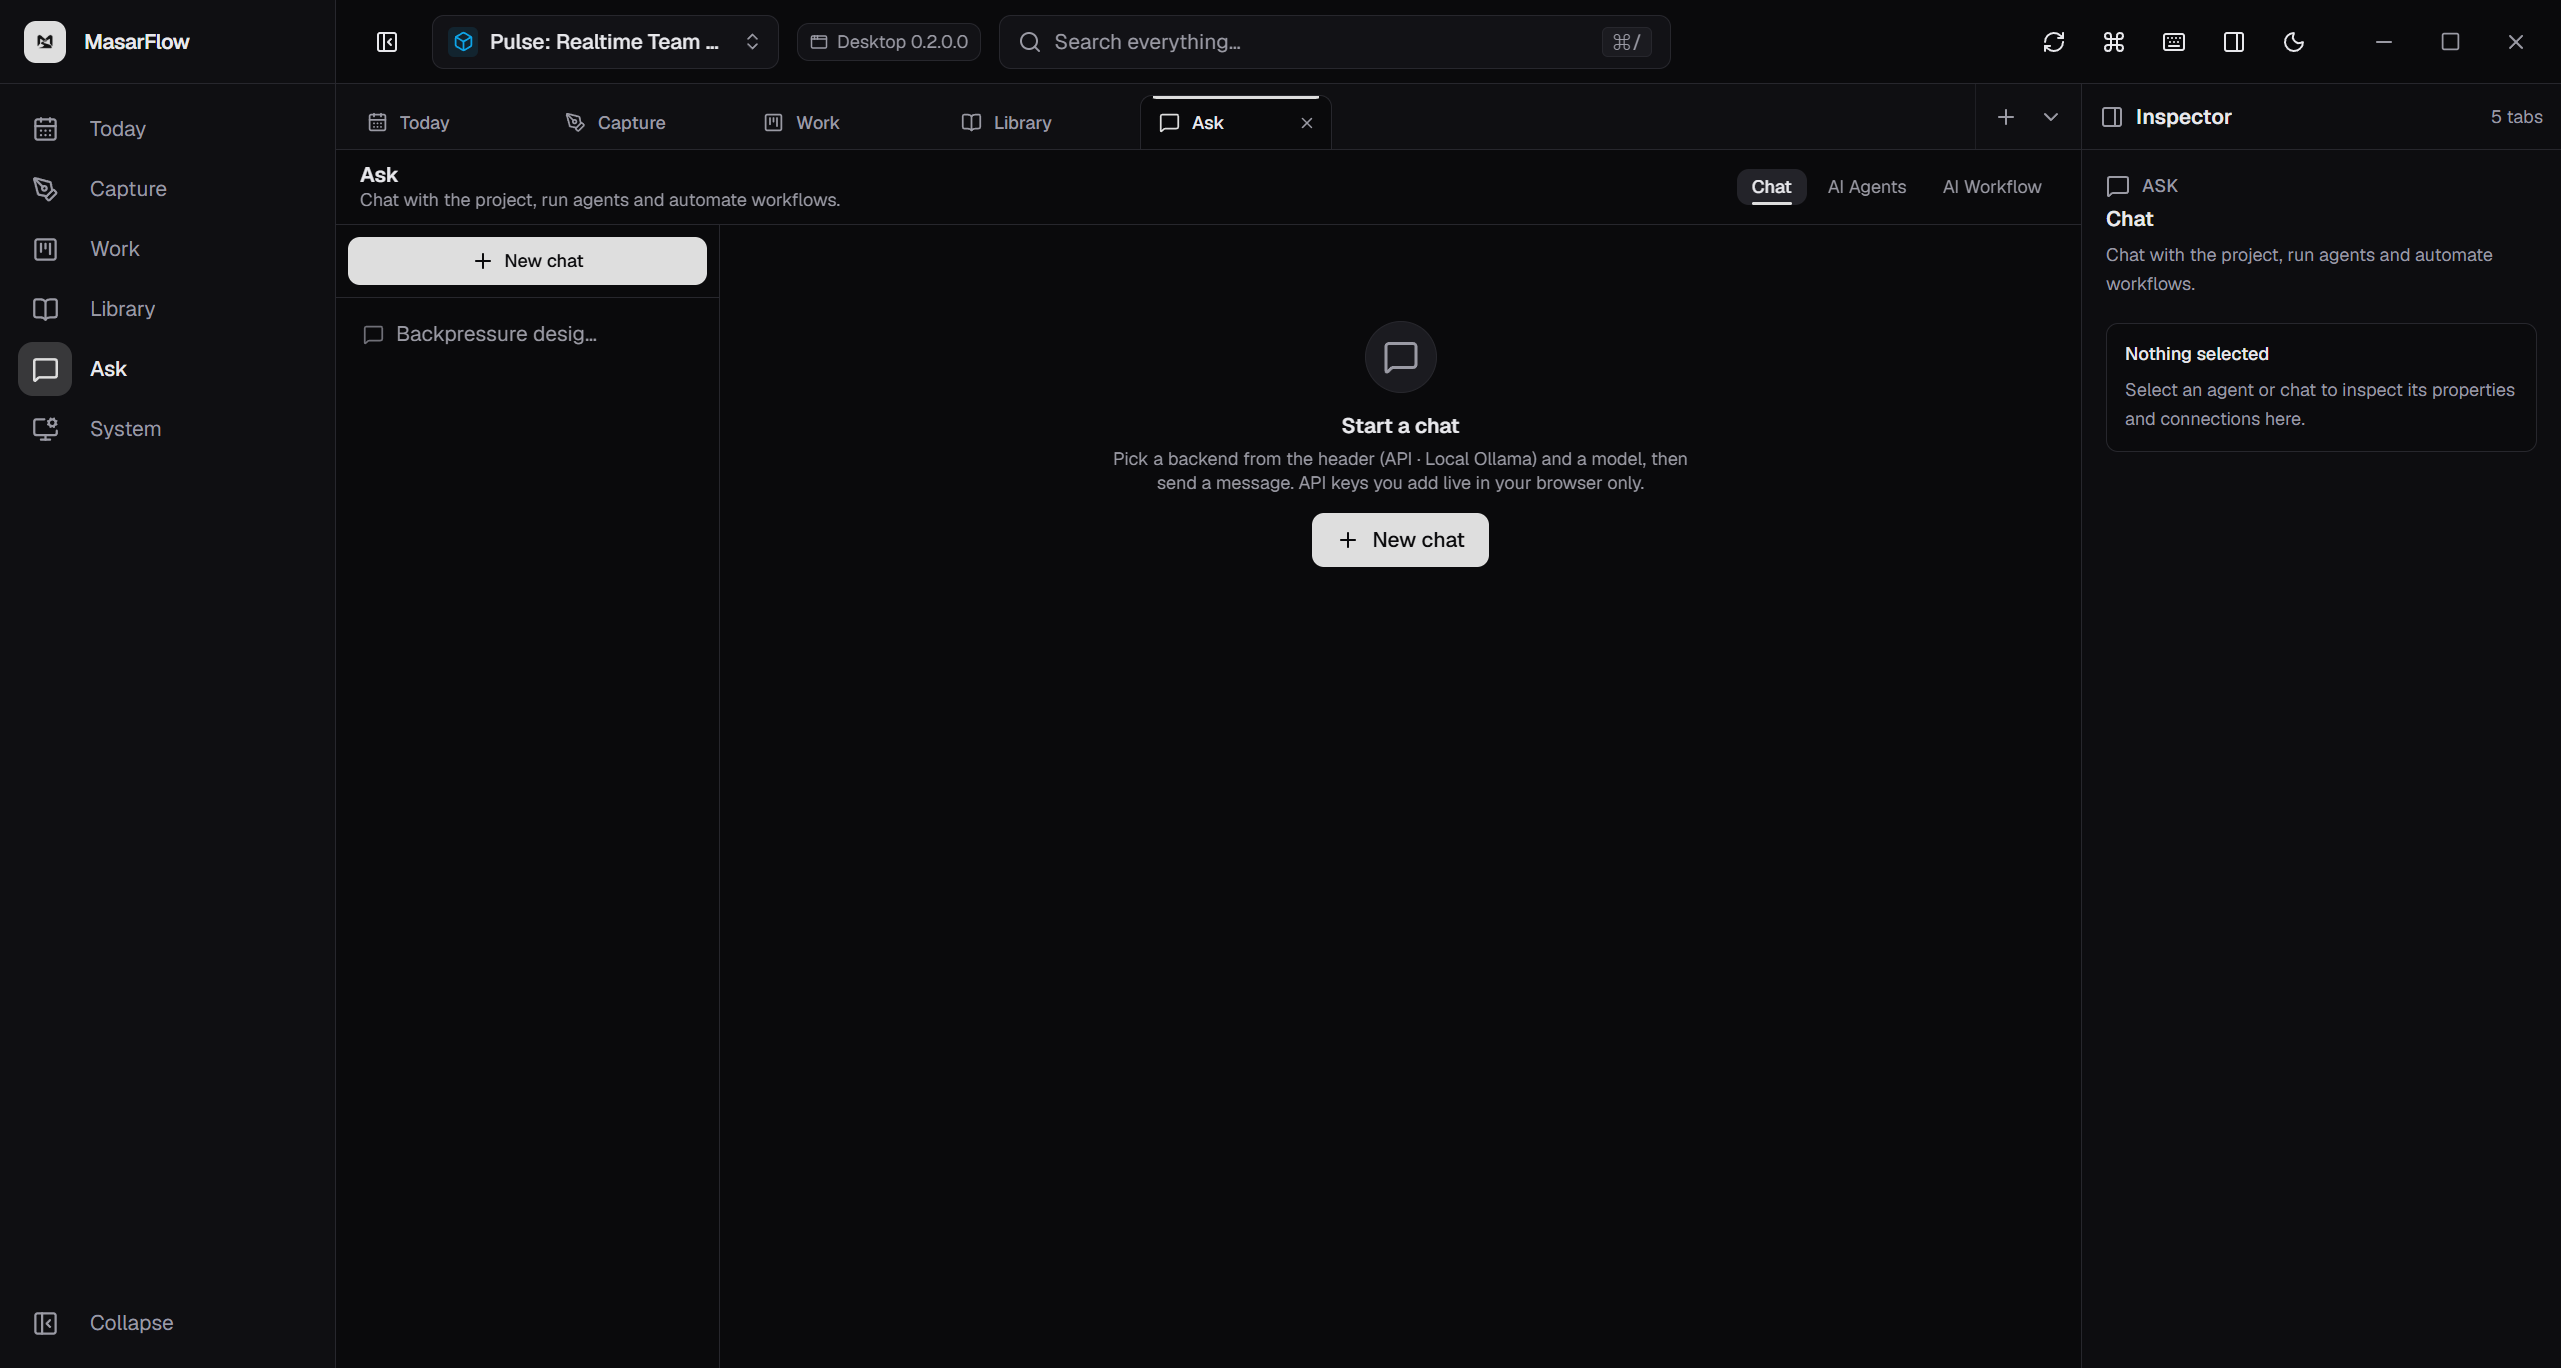 MasarFlow
Pulse: Realtime Team ...
Desktop 0.2.0.0
Search everything...
⌘/
Today
Capture
Work
Library
Ask
System
Collapse
Today
Capture
Work
Library
Ask
Ask
Chat with the project, run agents and automate workflows.
Chat
AI Agents
AI Workflow
New chat
Backpressure desig...
Start a chat
Pick a backend from the header (API · Local Ollama) and a model, then
send a message. API keys you add live in your browser only.
New chat
Inspector
5 tabs
ASK
Chat
Chat with the project, run agents and automate
workflows.
Nothing selected
Select an agent or chat to inspect its properties
and connections here.